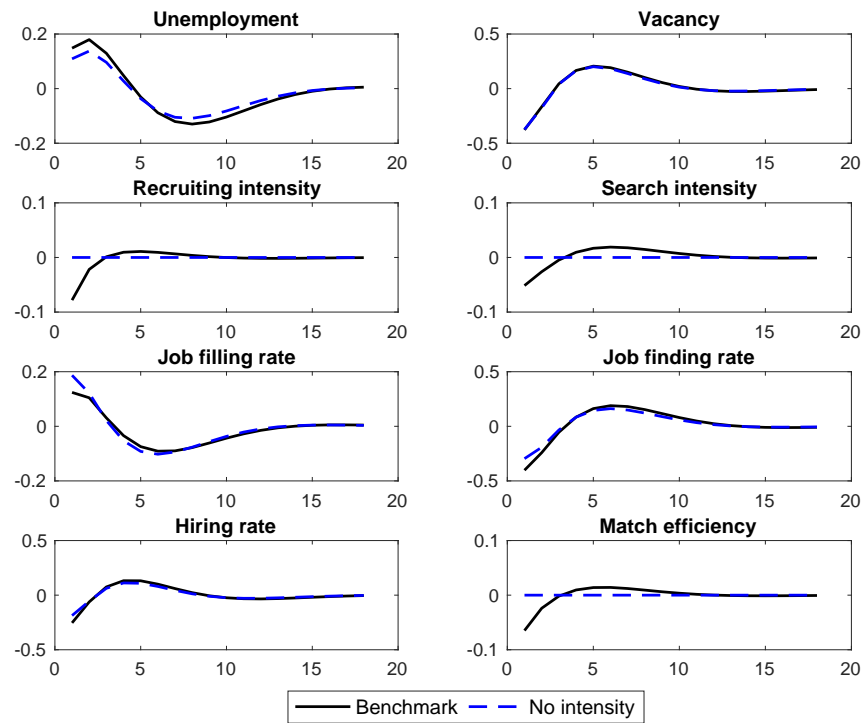 Unemployment
0.2
0
-0.2
0 5 10 15 20
Vacancy
0.5
0
-0.5
0 5 10 15 20
Recruiting intensity
0.1
0
-0.1
0 5 10 15 20
Search intensity
0.1
0
-0.1
0 5 10 15 20
Job filling rate
0.2
0
-0.2
0 5 10 15 20
Job finding rate
0.5
0
-0.5
0 5 10 15 20
Hiring rate
0.5
0
-0.5
0 5 10 15 20
Match efficiency
0.1
0
-0.1
0 5 10 15 20
Benchmark No intensity